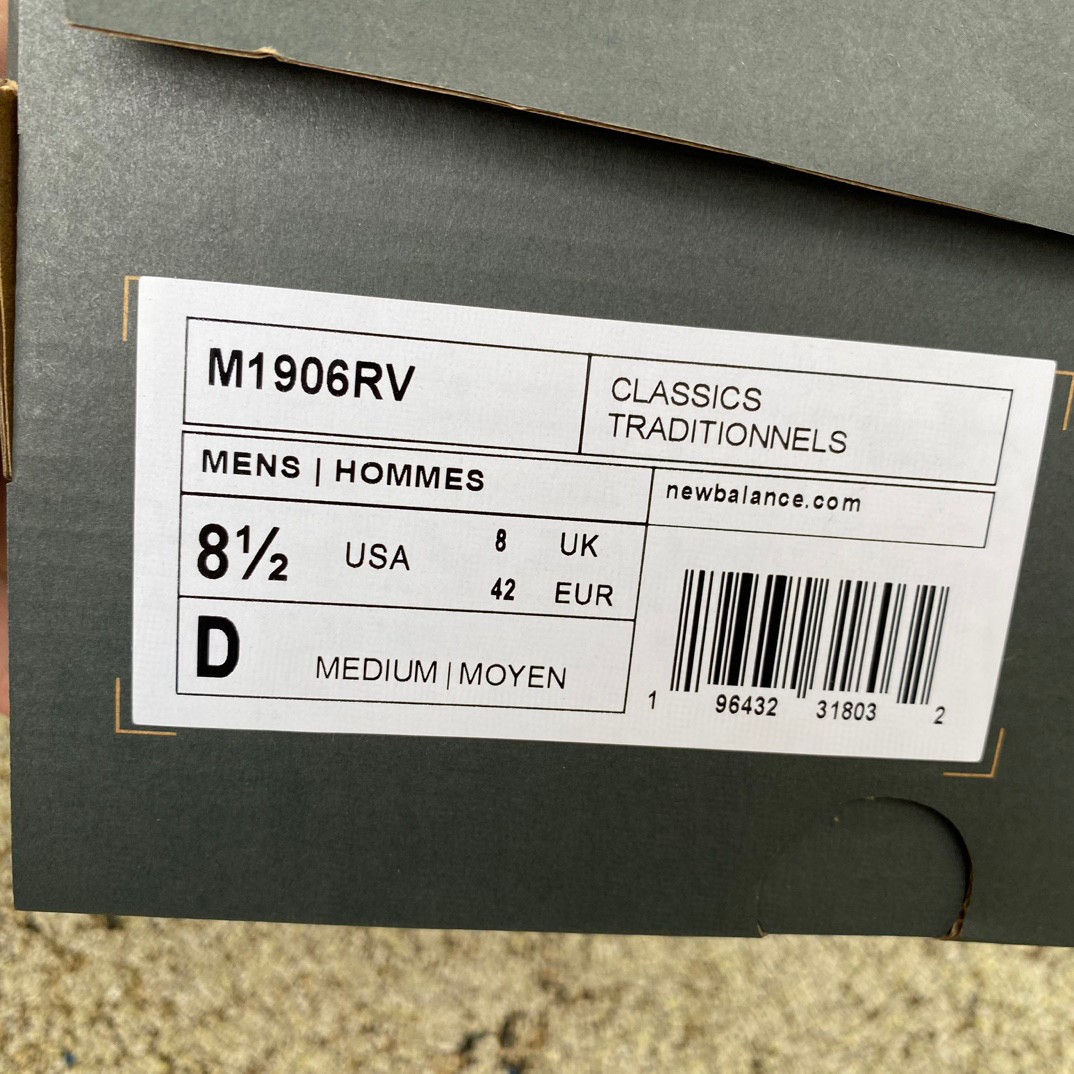 M1906RV
CLASSICS
TRADITIONNELS
MENS | HOMMES
newbalance.com
8½ USA 8 UK
42 EUR
D MEDIUM | MOYEN
1 96432 31803 2